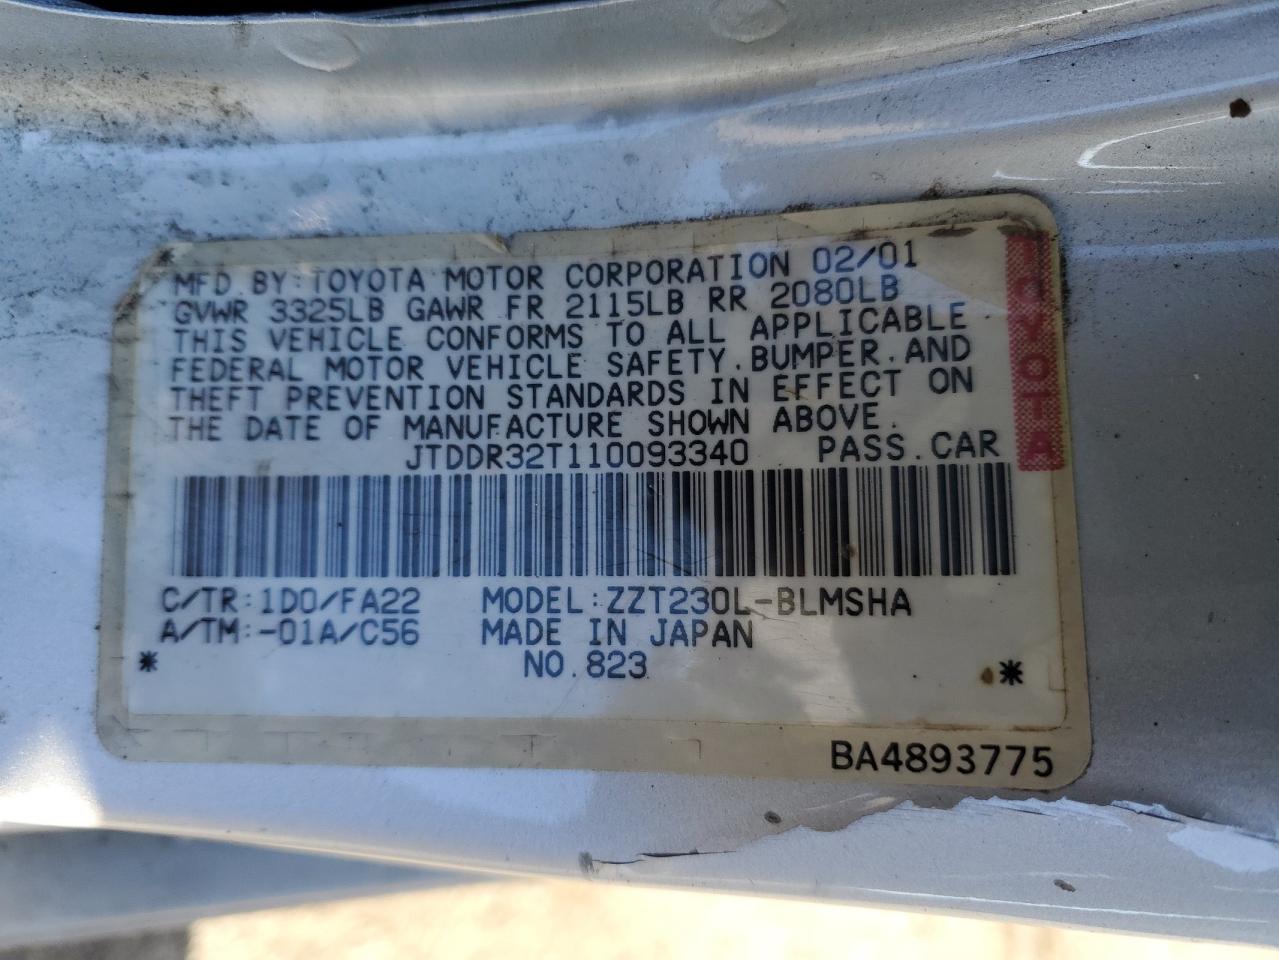 MFD.BY:TOYOTA MOTOR CORPORATION 02/01
GVWR 3325LB GAWR FR 2115LB RR 2080LB
THIS VEHICLE CONFORMS TO ALL APPLICABLE
FEDERAL MOTOR VEHICLE SAFETY,BUMPER,AND
THEFT PREVENTION STANDARDS IN EFFECT ON
THE DATE OF MANUFACTURE SHOWN ABOVE.
JTDDR32T110093340 PASS.CAR
TOYOTA
C/TR:1D0/FA22 MODEL:ZZT230L-BLMSHA
A/TM:-01A/C56 MADE IN JAPAN
* NO.823 *
BA4893775